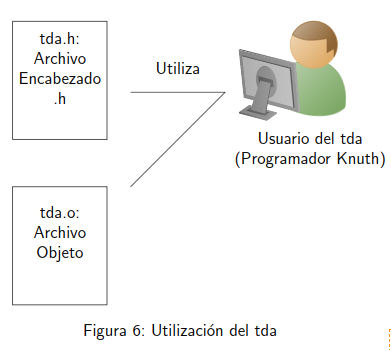 tda.h:
Archivo
Encabezado
.h
Utiliza
Usuario del tda
(Programador Knuth)
tda.o:
Archivo
Objeto
Figura 6: Utilización del tda